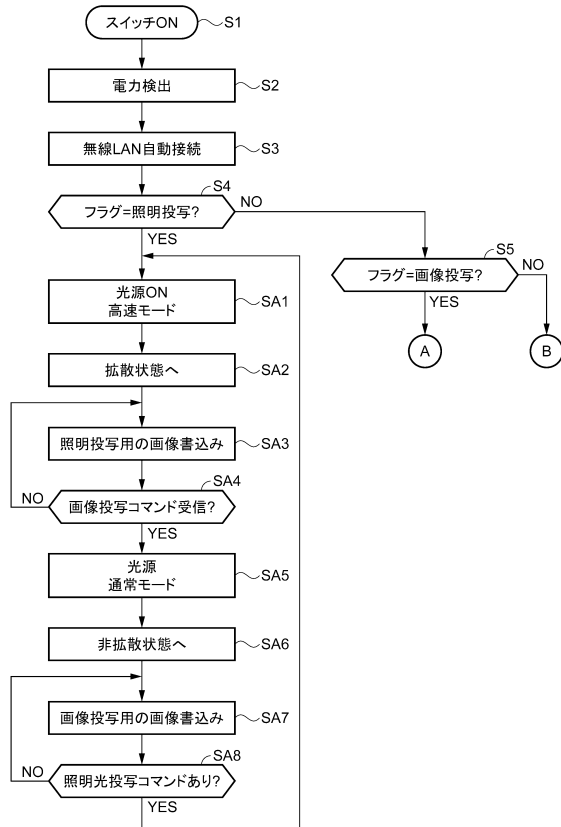 スイッチON
S1
電力検出
S2
無線LAN自動接続
S3
S4
フラグ=照明投写?
NO
YES
S5
フラグ=画像投写?
NO
YES
A
B
光源ON
高速モード
SA1
拡散状態へ
SA2
照明投写用の画像書込み
SA3
SA4
NO
画像投写コマンド受信?
YES
光源
通常モード
SA5
非拡散状態へ
SA6
画像投写用の画像書込み
SA7
SA8
NO
照明光投写コマンドあり?
YES